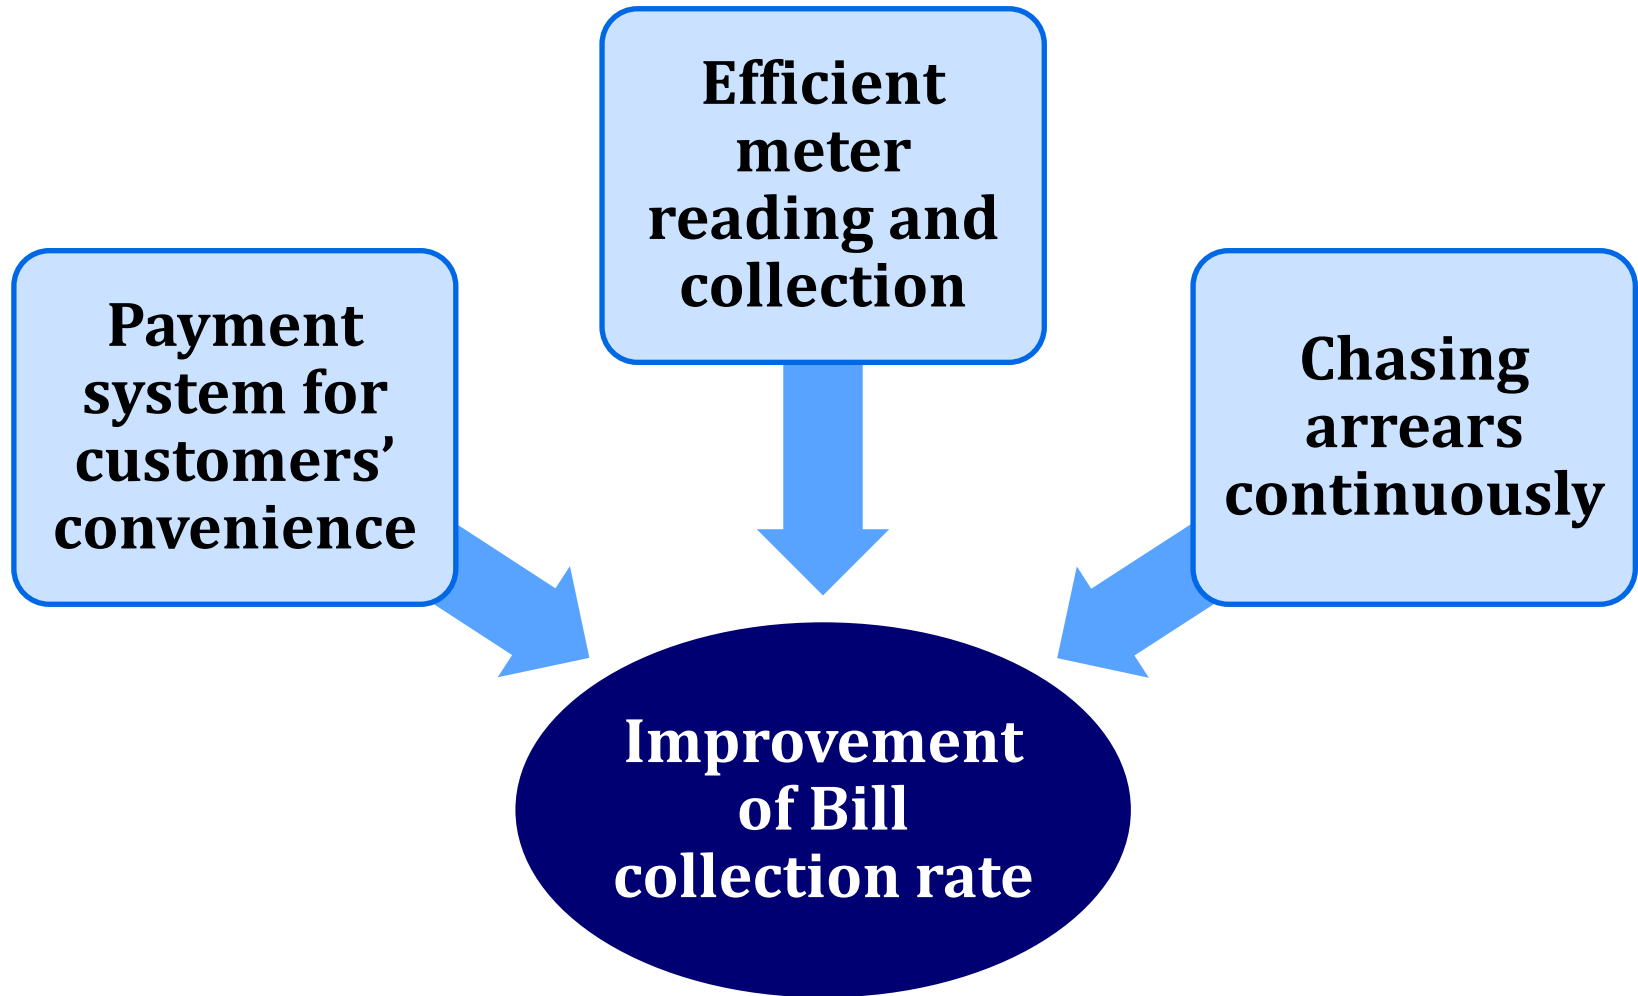 Efficient
meter
reading and
collection
Payment
system for
customers’
convenience
Chasing
arrears
continuously
Improvement
of Bill
collection rate